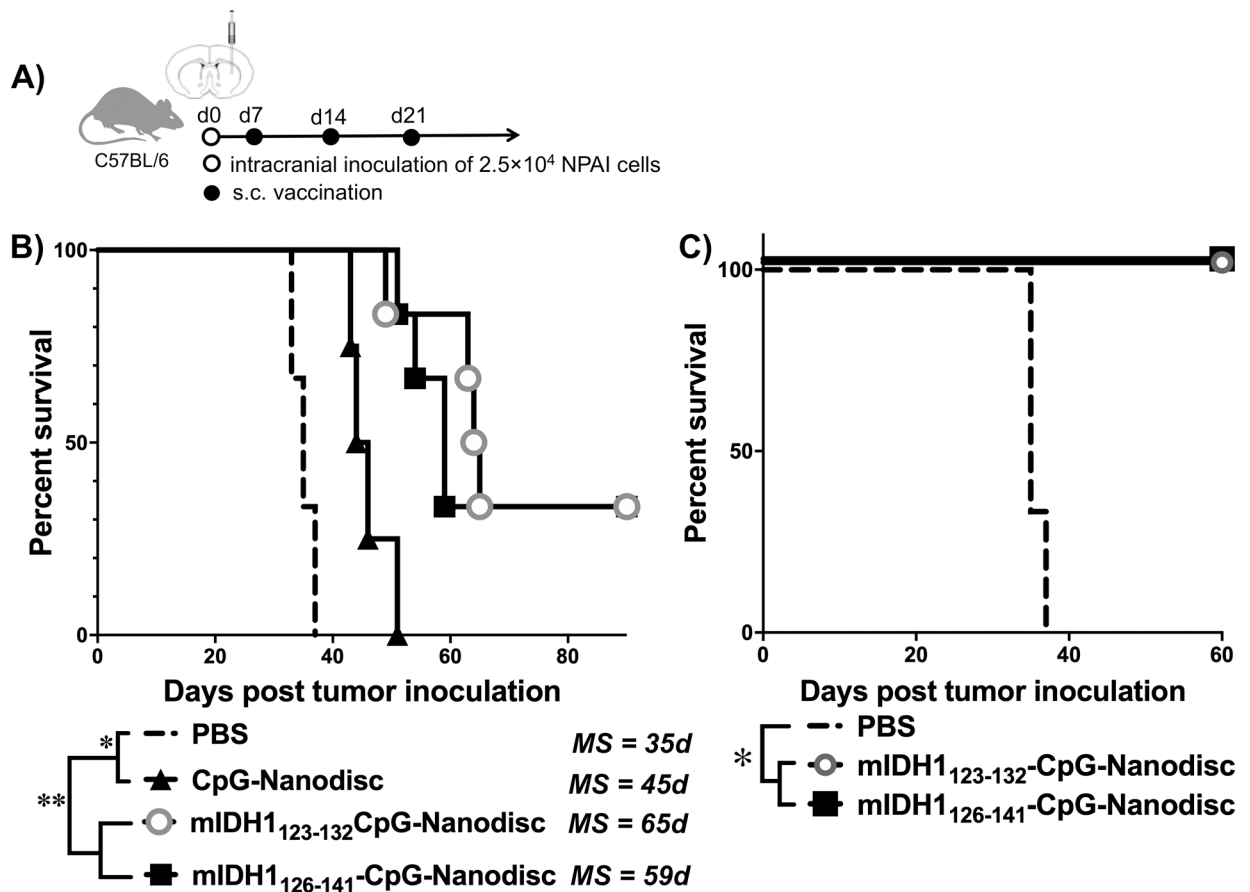 A)
C57BL/6
d0 d7 d14 d21
intracranial inoculation of 2.5×10⁴ NPAI cells
s.c. vaccination
B)
Percent survival
100
50
0
0 20 40 60 80
Days post tumor inoculation
* PBS MS = 35d
CpG-Nanodisc MS = 45d
** mIDH1₁₂₃₋₁₃₂CpG-Nanodisc MS = 65d
mIDH1₁₂₆₋₁₄₁-CpG-Nanodisc MS = 59d
C)
Percent survival
100
50
0
0 20 40 60
Days post tumor inoculation
PBS
* mIDH1₁₂₃₋₁₃₂-CpG-Nanodisc
mIDH1₁₂₆₋₁₄₁-CpG-Nanodisc